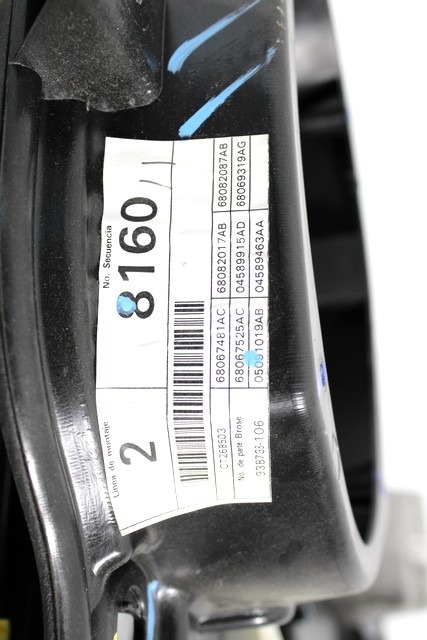 Linea de montaje No. Secuencia
2 8160
CT268503 68067481AC 68082017AB 68082087AB
No. de parte Brose 68067525AC 04589915AD 68069319AG
938738-106 05091019AB 04589463AA